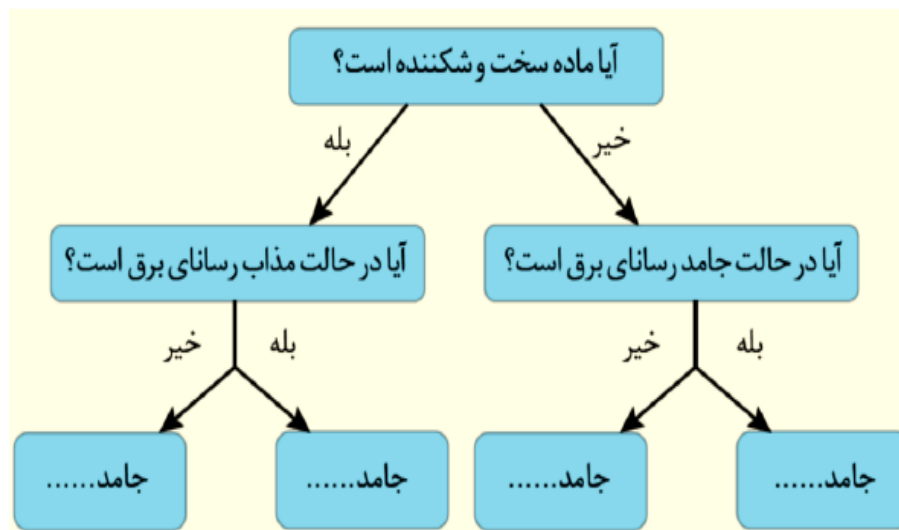 آیا ماده سخت و شکننده است؟
خیر
بله
آیا در حالت جامد رسانای برق است؟
آیا در حالت مذاب رسانای برق است؟
بله
خیر
بله
خیر
جامد......
جامد......
جامد......
جامد......